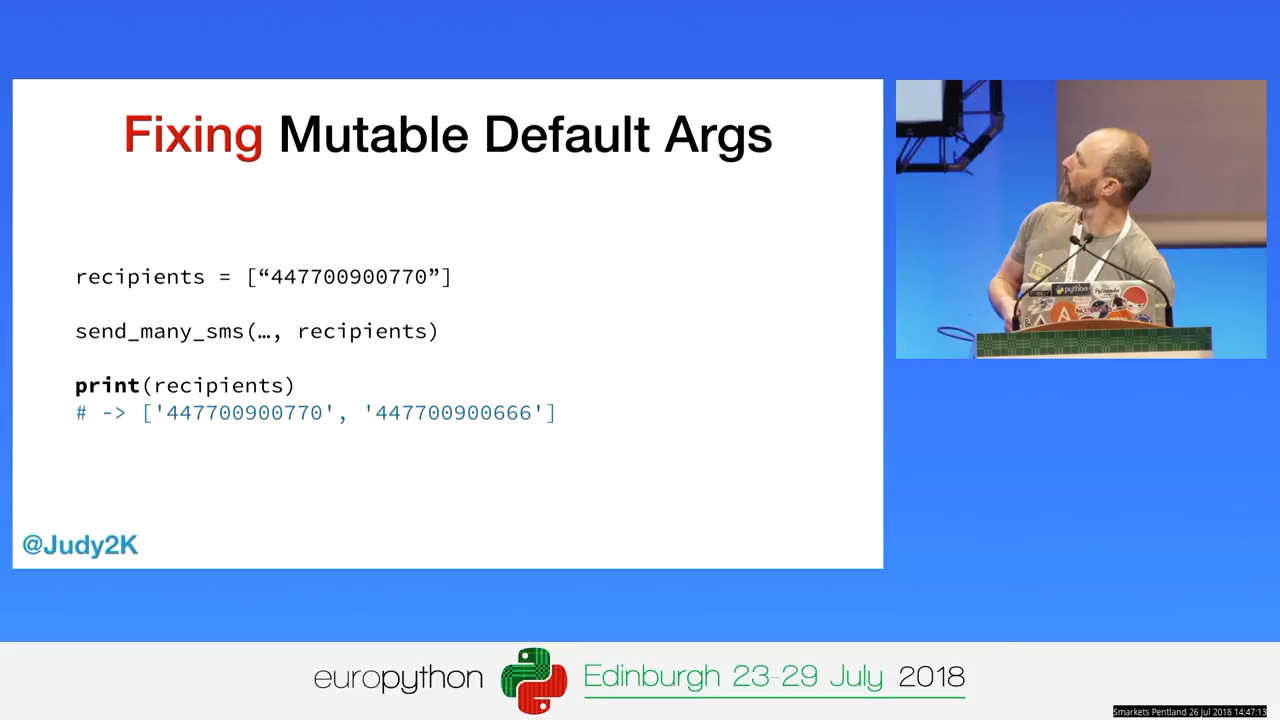 Fixing Mutable Default Args
recipients = [“447700900770”]
send_many_sms(…, recipients)
print(recipients)
# -> ['447700900770', '447700900666']
@Judy2K
python
europython
Edinburgh 23-29 July 2018
Smarkets Pentland 26 Jul 2018 14:47:13